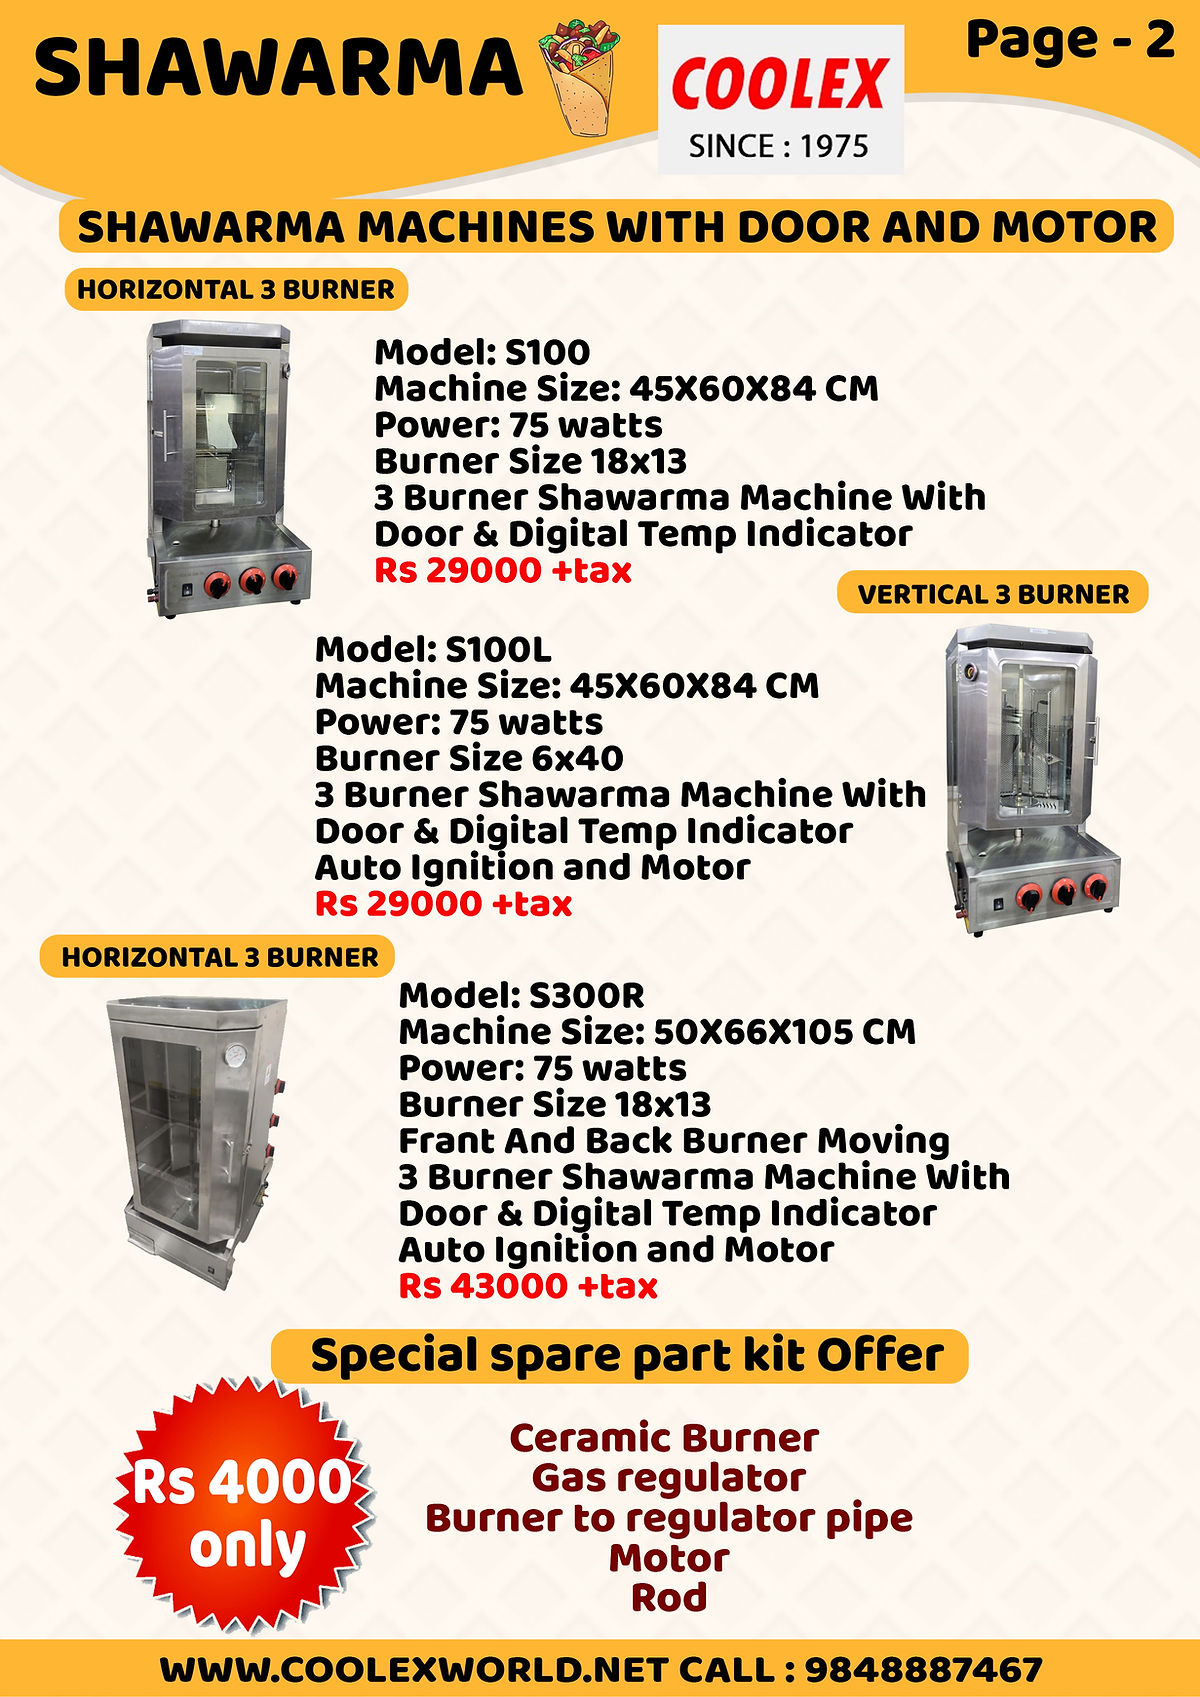 SHAWARMA
COOLEX
SINCE : 1975
Page - 2
SHAWARMA MACHINES WITH DOOR AND MOTOR
HORIZONTAL 3 BURNER
Model: S100
Machine Size: 45X60X84 CM
Power: 75 watts
Burner Size 18x13
3 Burner Shawarma Machine With
Door & Digital Temp Indicator
Rs 29000 +tax
VERTICAL 3 BURNER
Model: S100L
Machine Size: 45X60X84 CM
Power: 75 watts
Burner Size 6x40
3 Burner Shawarma Machine With
Door & Digital Temp Indicator
Auto Ignition and Motor
Rs 29000 +tax
HORIZONTAL 3 BURNER
Model: S300R
Machine Size: 50X66X105 CM
Power: 75 watts
Burner Size 18x13
Frant And Back Burner Moving
3 Burner Shawarma Machine With
Door & Digital Temp Indicator
Auto Ignition and Motor
Rs 43000 +tax
Special spare part kit Offer
Rs 4000
only
Ceramic Burner
Gas regulator
Burner to regulator pipe
Motor
Rod
WWW.COOLEXWORLD.NET CALL : 9848887467